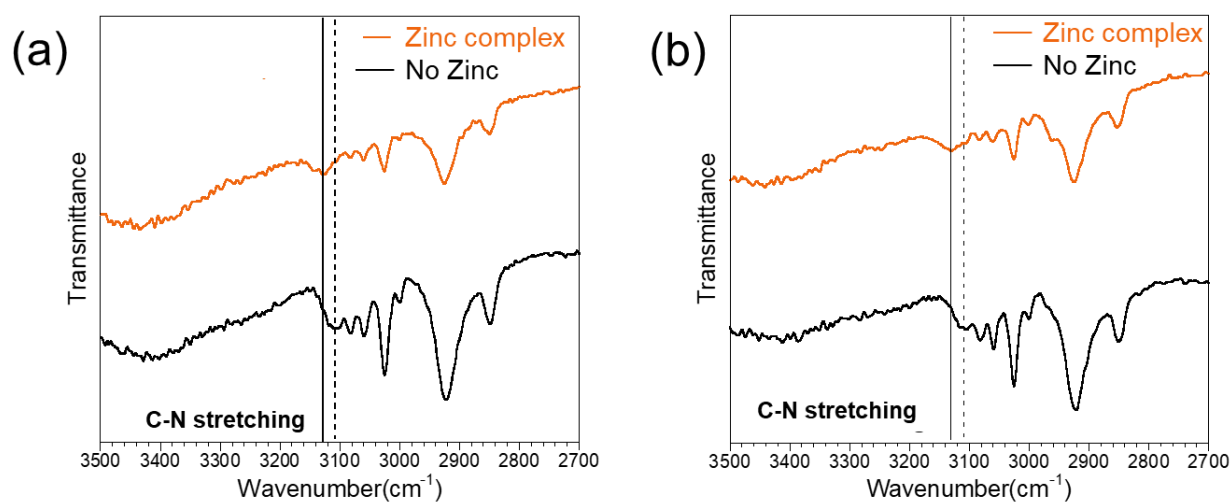 (a)
Zinc complex
No Zinc
Transmittance
C-N stretching
3500 3400 3300 3200 3100 3000 2900 2800 2700
Wavenumber(cm-1)
(b)
Zinc complex
No Zinc
Transmittance
C-N stretching
3500 3400 3300 3200 3100 3000 2900 2800 2700
Wavenumber(cm-1)